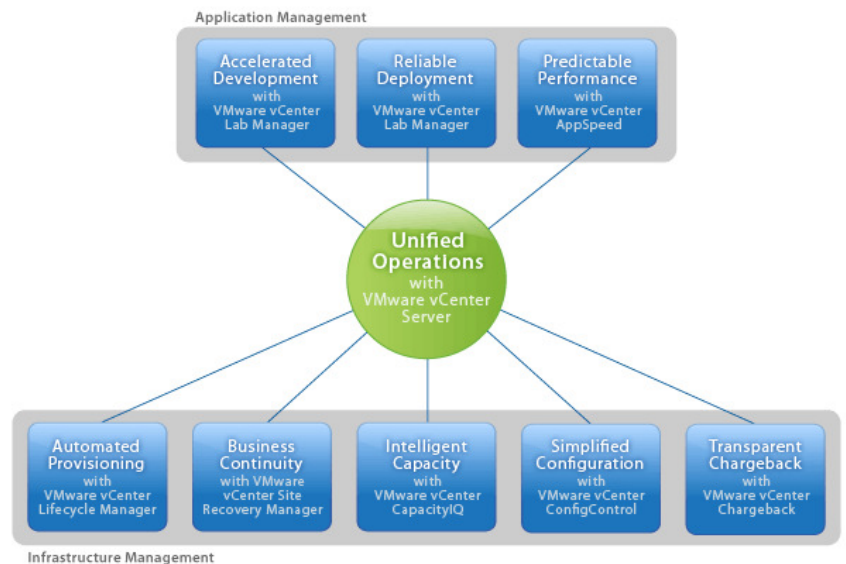 Application Management
Accelerated
Development
with
VMware vCenter
Lab Manager
Reliable
Deployment
with
VMware vCenter
Lab Manager
Predictable
Performance
with
VMware vCenter
AppSpeed
Unified
Operations
with
VMware vCenter
Server
Automated
Provisioning
with
VMware vCenter
Lifecycle Manager
Business
Continuity
with VMware
vCenter Site
Recovery Manager
Intelligent
Capacity
with
VMware vCenter
CapacityIQ
Simplified
Configuration
with
VMware vCenter
ConfigControl
Transparent
Chargeback
with
VMware vCenter
Chargeback
Infrastructure Management